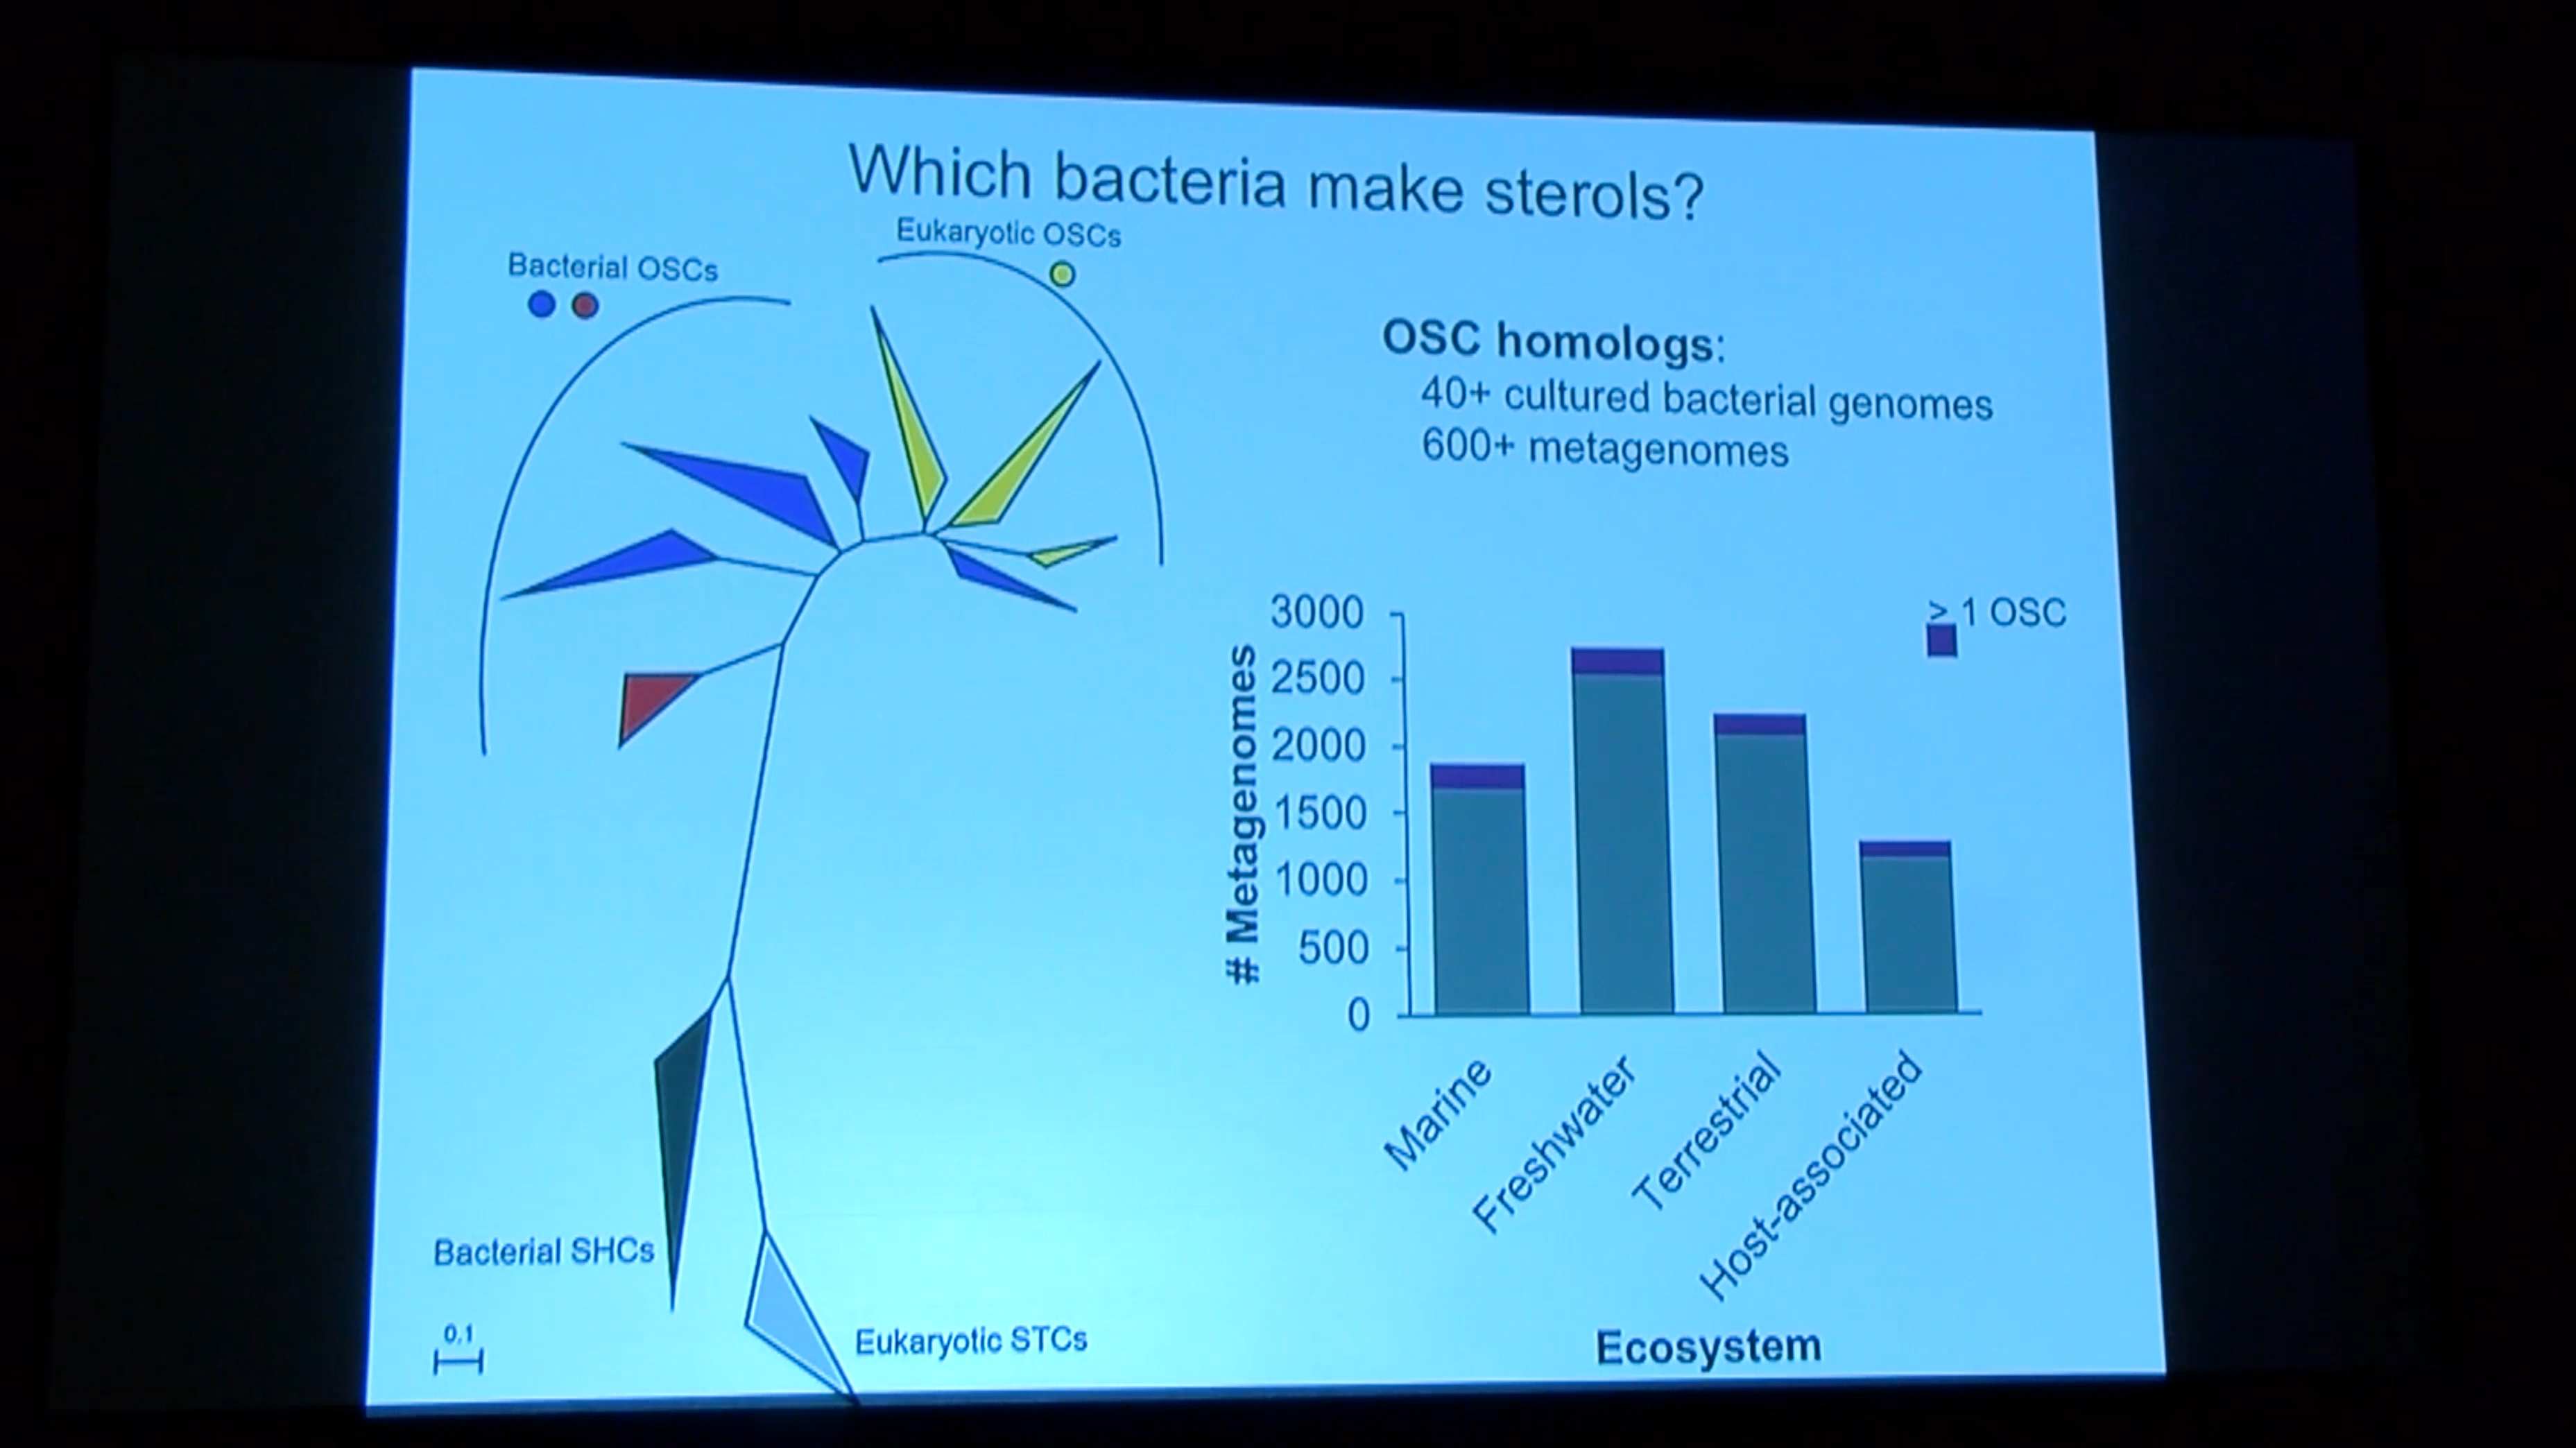 Which bacteria make sterols?
Eukaryotic OSCs
Bacterial OSCs
OSC homologs:
40+ cultured bacterial genomes
600+ metagenomes
> 1 OSC
# Metagenomes
3000
2500
2000
1500
1000
500
0
Marine
Freshwater
Terrestrial
Host-associated
Ecosystem
Bacterial SHCs
Eukaryotic STCs
0.1